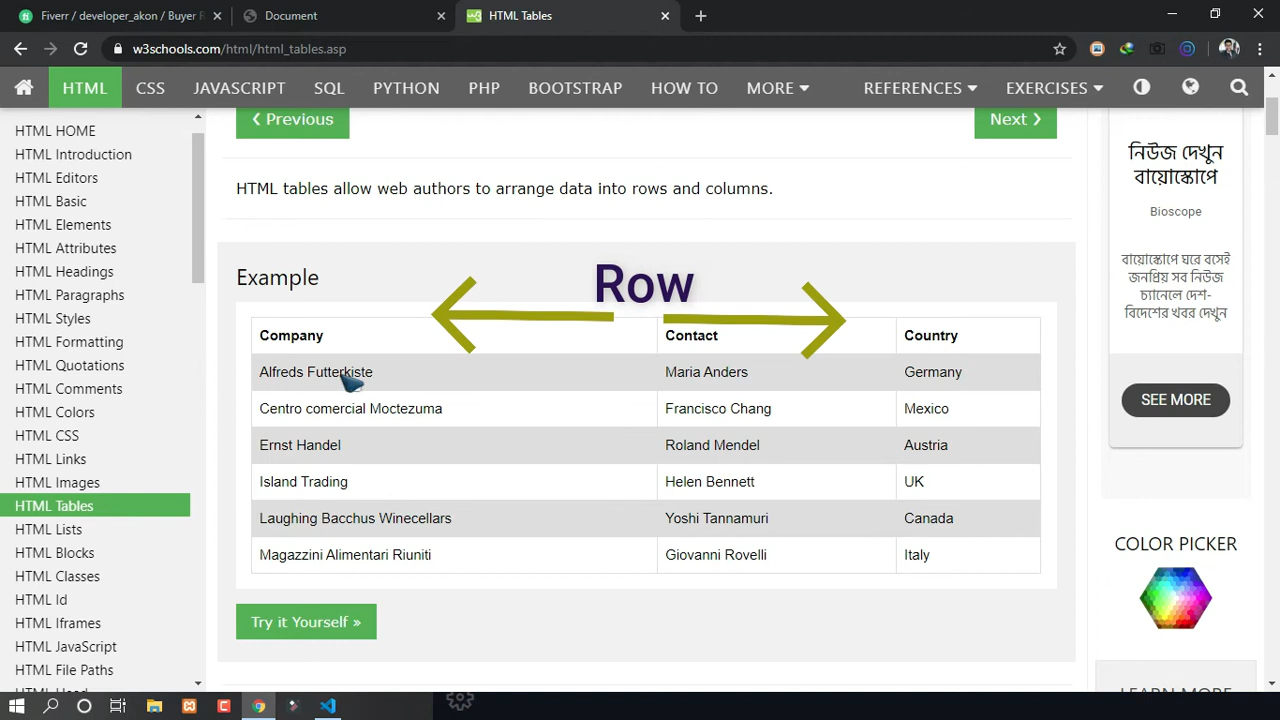 Fiverr / developer_akon / Buyer R
Document
HTML Tables
w3schools.com/html/html_tables.asp
HTML CSS JAVASCRIPT SQL PYTHON PHP BOOTSTRAP HOW TO MORE REFERENCES EXERCISES
HTML HOME
HTML Introduction
HTML Editors
HTML Basic
HTML Elements
HTML Attributes
HTML Headings
HTML Paragraphs
HTML Styles
HTML Formatting
HTML Quotations
HTML Comments
HTML Colors
HTML CSS
HTML Links
HTML Images
HTML Tables
HTML Lists
HTML Blocks
HTML Classes
HTML Id
HTML Iframes
HTML JavaScript
HTML File Paths
HTML Head
❮ Previous
Next ❯
HTML tables allow web authors to arrange data into rows and columns.
Example
Row
Company Contact Country
Alfreds Futterkiste Maria Anders Germany
Centro comercial Moctezuma Francisco Chang Mexico
Ernst Handel Roland Mendel Austria
Island Trading Helen Bennett UK
Laughing Bacchus Winecellars Yoshi Tannamuri Canada
Magazzini Alimentari Riuniti Giovanni Rovelli Italy
Try it Yourself »
নিউজ দেখুন
বায়োস্কোপে
Bioscope
বায়োস্কোপে ঘরে বসেই
জনপ্রিয় সব নিউজ
চ্যানেলে দেশ-
বিদেশের খবর দেখুন
SEE MORE
COLOR PICKER
LEARN MORE